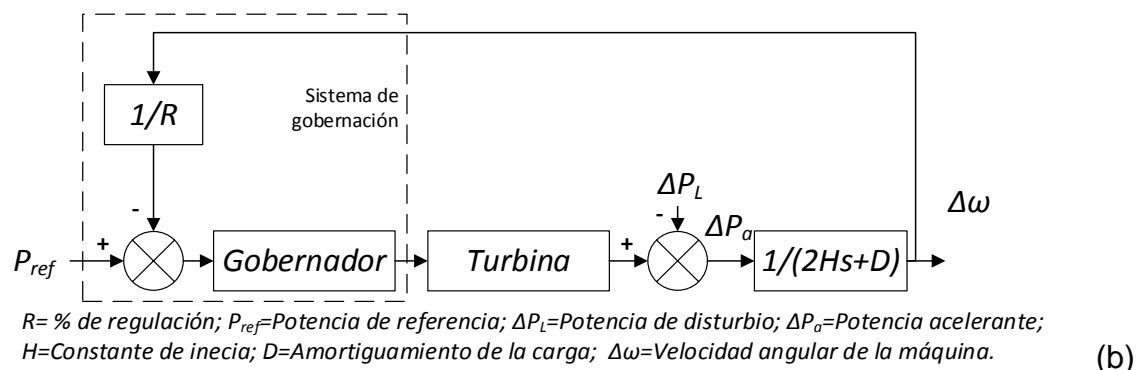 Sistema de
gobernación
1/R
ΔP_L
Δω
-
-
ΔP_a
+
+
P_ref
Gobernador
Turbina
1/(2Hs+D)
R= % de regulación; P_ref=Potencia de referencia; ΔP_L=Potencia de disturbio; ΔP_a=Potencia acelerante;
H=Constante de inecia; D=Amortiguamiento de la carga; Δω=Velocidad angular de la máquina.
(b)